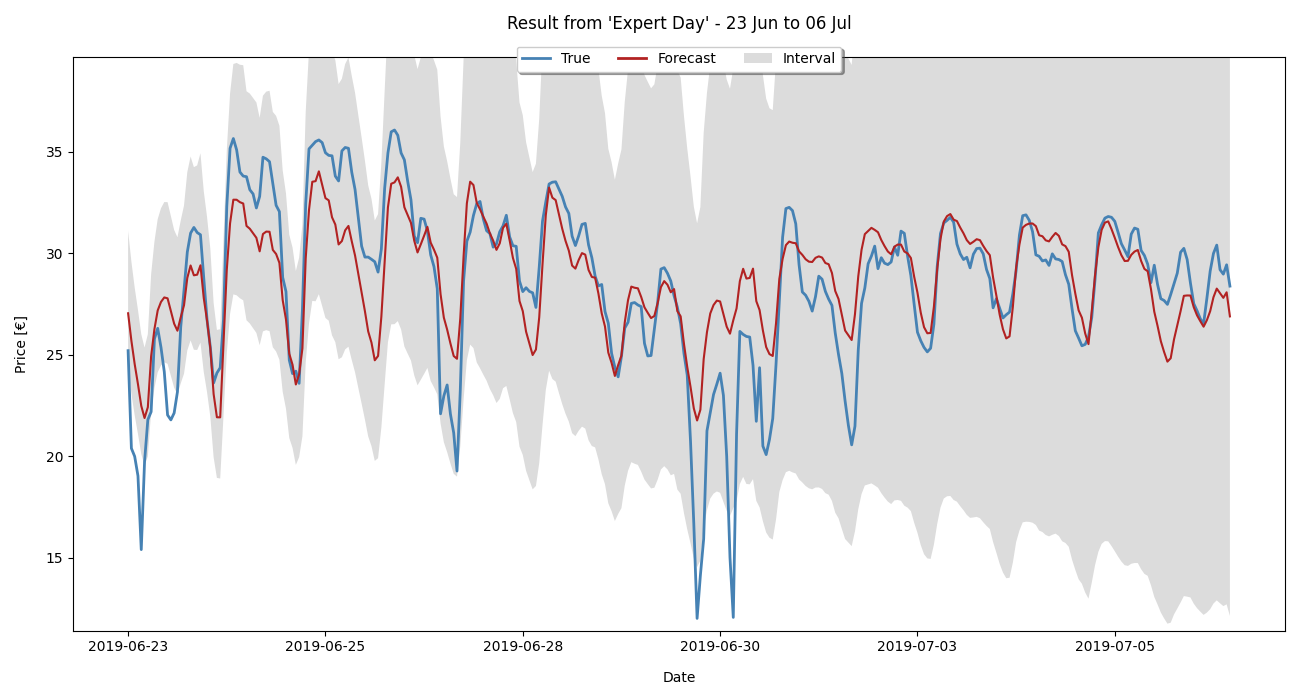 Result from 'Expert Day' - 23 Jun to 06 Jul
True Forecast Interval
35
30
25
20
15
Price [€]
2019-06-23 2019-06-25 2019-06-28 2019-06-30 2019-07-03 2019-07-05
Date